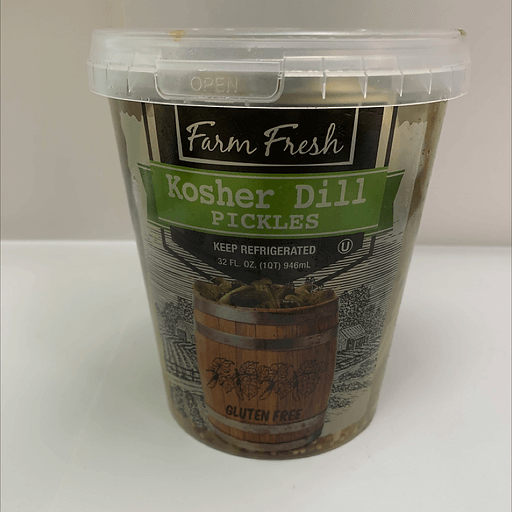 OPEN
Farm Fresh
Kosher Dill
PICKLES
KEEP REFRIGERATED
U
32 FL. OZ. (1QT) 946mL
GLUTEN FREE